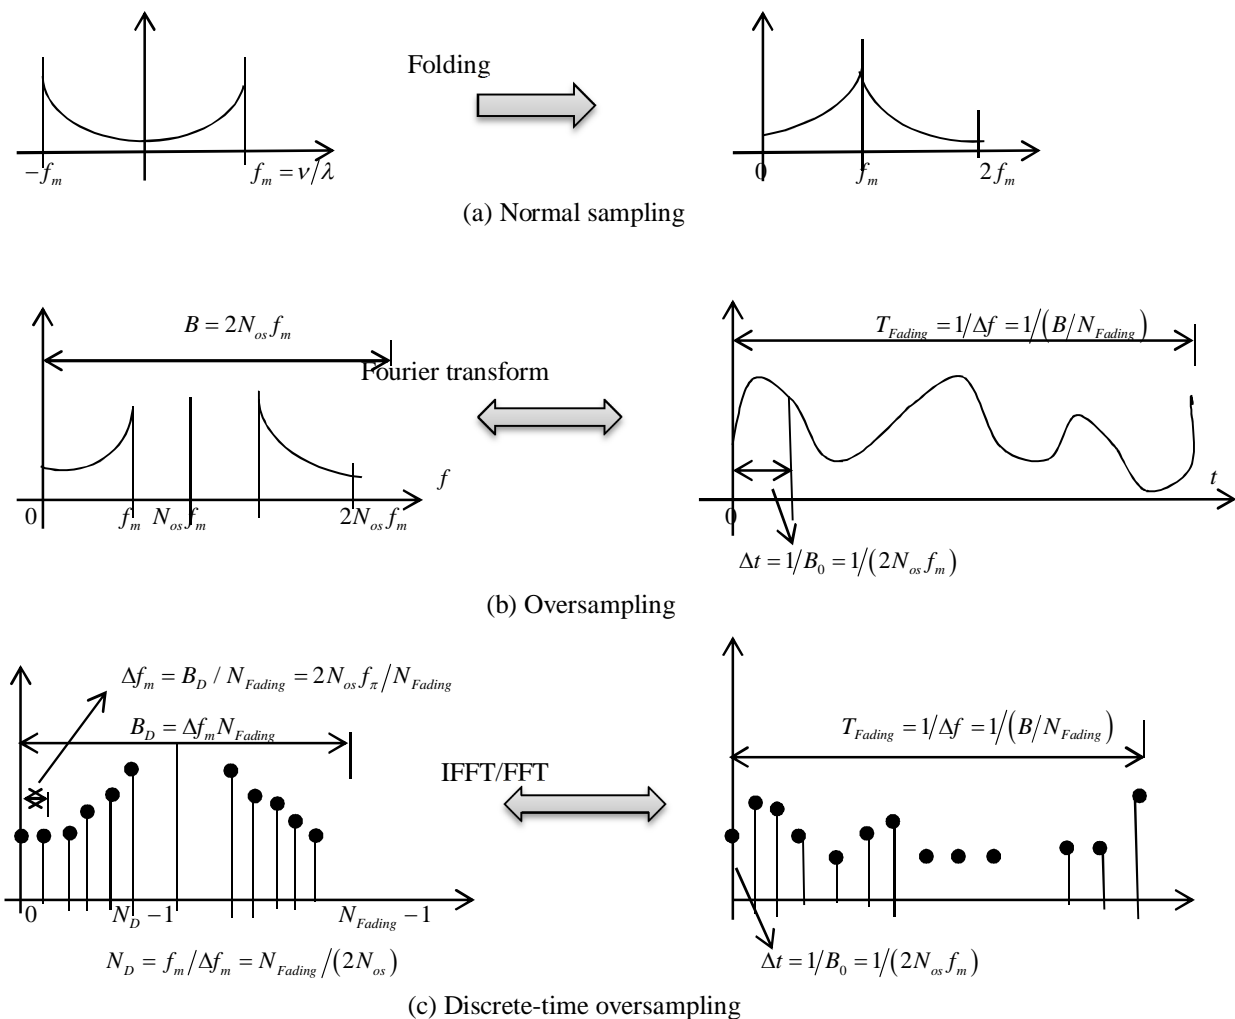 Folding
−f_m
f_m = ν/λ
0
f_m
2f_m
(a) Normal sampling
B = 2N_os f_m
T_Fading = 1/Δf = 1/(B/N_Fading)
Fourier transform
f
t
0
f_m
N_os f_m
2N_os f_m
0
Δt = 1/B_0 = 1/(2N_os f_m)
(b) Oversampling
Δf_m = B_D / N_Fading = 2N_os f_π/N_Fading
B_D = Δf_m N_Fading
T_Fading = 1/Δf = 1/(B/N_Fading)
IFFT/FFT
0
N_D −1
N_Fading −1
N_D = f_m/Δf_m = N_Fading/(2N_os)
Δt = 1/B_0 = 1/(2N_os f_m)
(c) Discrete-time oversampling